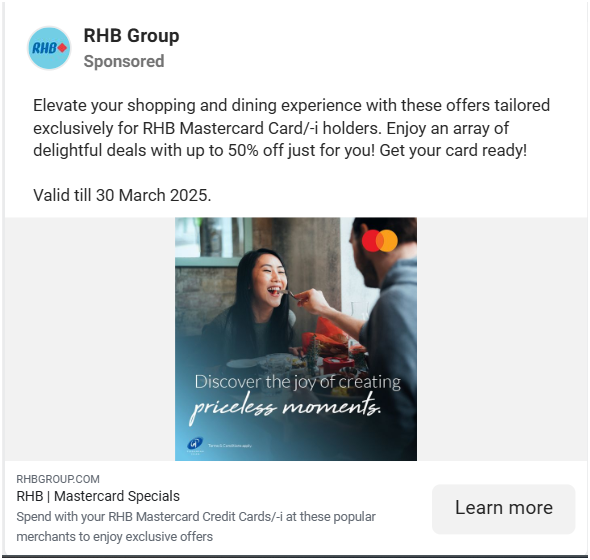 RHB
RHB Group
Sponsored
Elevate your shopping and dining experience with these offers tailored
exclusively for RHB Mastercard Card/-i holders. Enjoy an array of
delightful deals with up to 50% off just for you! Get your card ready!
Valid till 30 March 2025.
Discover the joy of creating
priceless moments.
Terms & Conditions apply.
RHBGROUP.COM
RHB | Mastercard Specials
Spend with your RHB Mastercard Credit Cards/-i at these popular
merchants to enjoy exclusive offers
Learn more